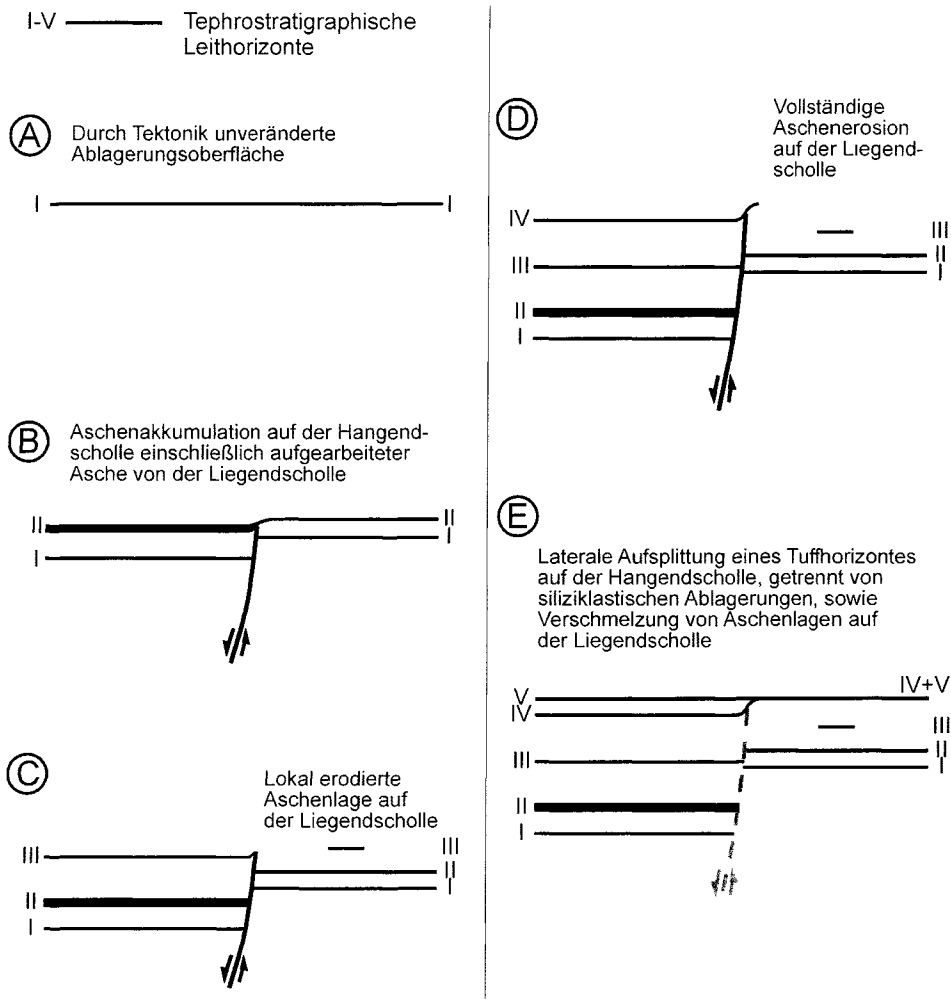 I-V Tephrostratigraphische
Leithorizonte
A Durch Tektonik unveränderte
Ablagerungsoberfläche
I I
B Aschenakkumulation auf der Hangend-
scholle einschließlich aufgearbeiteter
Asche von der Liegendscholle
II II
I I
C Lokal erodierte
Aschenlage auf
der Liegendscholle
III III
II II
I I
D Vollständige
Aschenerosion
auf der Liegend-
scholle
IV
III III
II II
I I
E
Laterale Aufsplittung eines Tuffhorizontes
auf der Hangendscholle, getrennt von
siliziklastischen Ablagerungen, sowie
Verschmelzung von Aschenlagen auf
der Liegendscholle
V IV+V
IV
III III
II II
I I